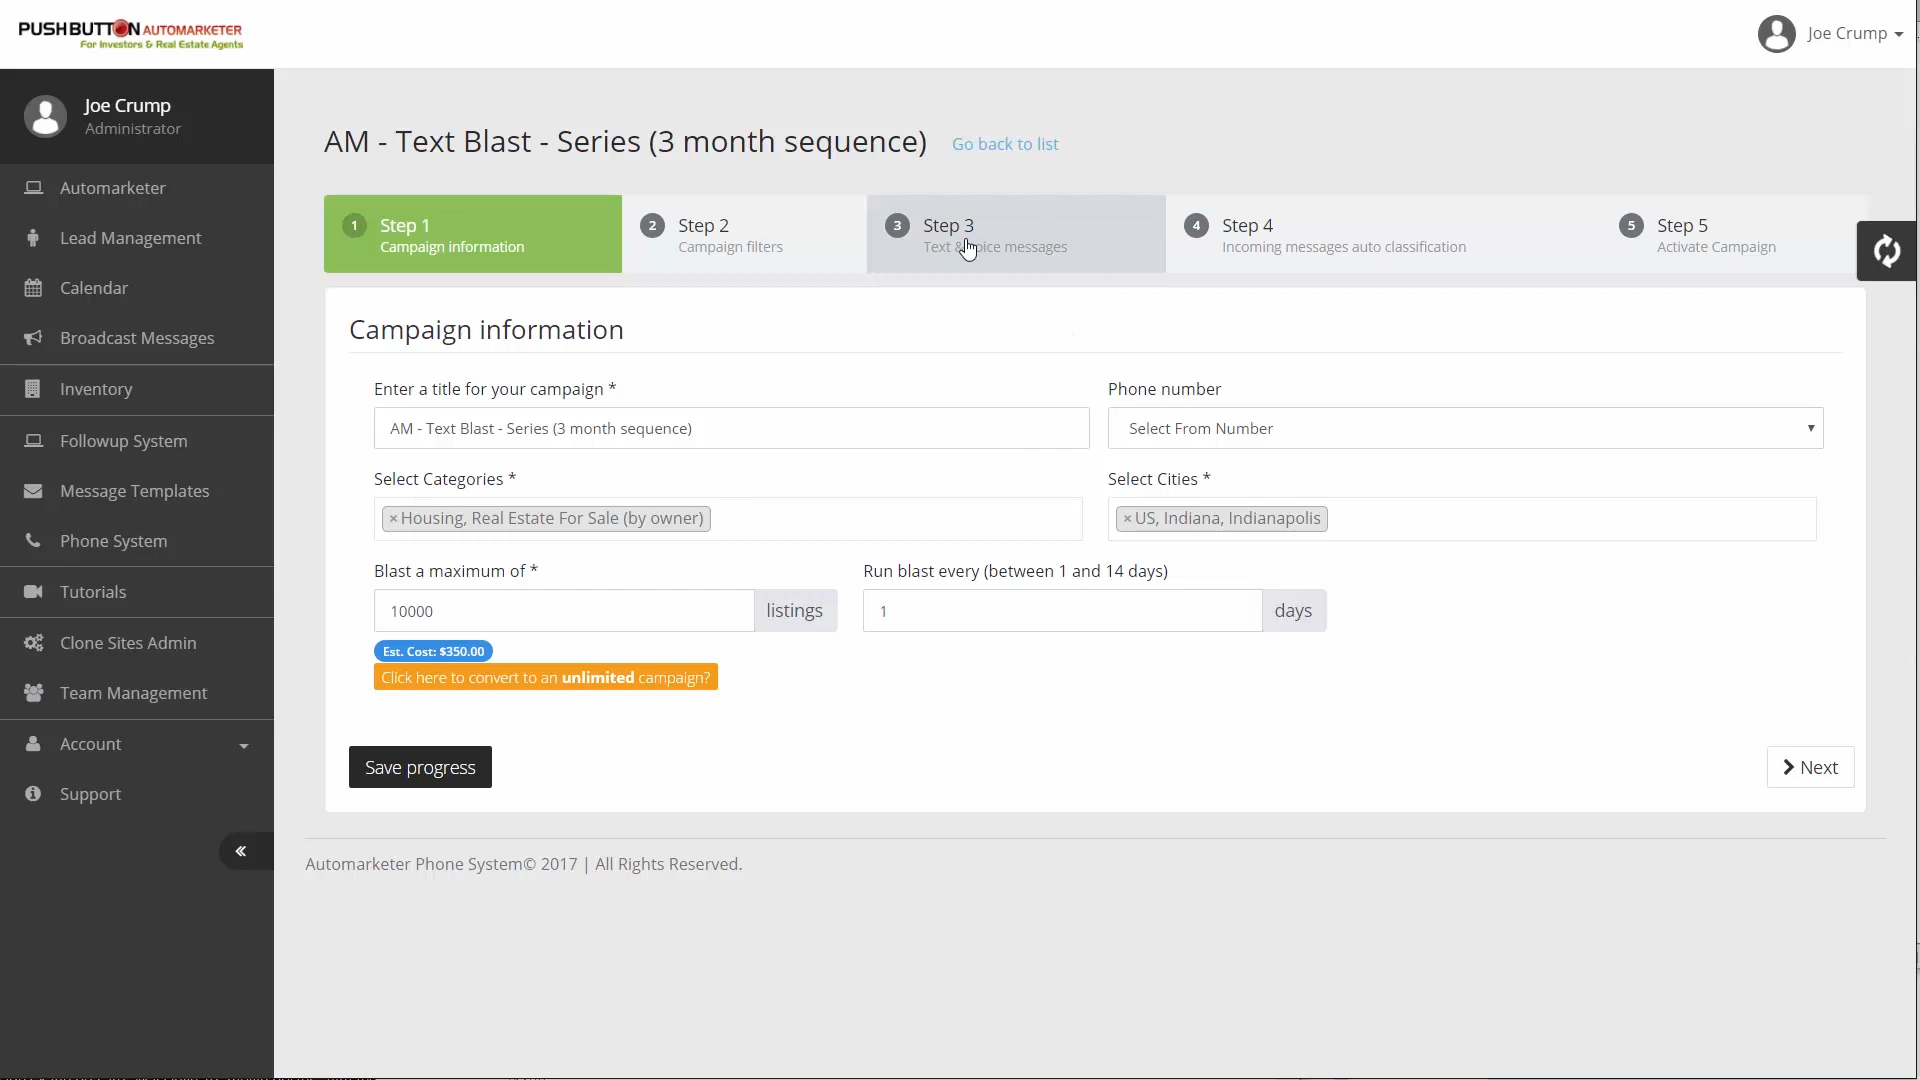 PUSHBUTTON AUTOMARKETER
For Investors & Real Estate Agents
Joe Crump
Joe Crump
Administrator
Automarketer
Lead Management
Calendar
Broadcast Messages
Inventory
Followup System
Message Templates
Phone System
Tutorials
Clone Sites Admin
Team Management
Account
Support
«
AM - Text Blast - Series (3 month sequence) Go back to list
1 Step 1
Campaign information
2 Step 2
Campaign filters
3 Step 3
Text & oice messages
4 Step 4
Incoming messages auto classification
5 Step 5
Activate Campaign
Campaign information
Enter a title for your campaign *
AM - Text Blast - Series (3 month sequence)
Phone number
Select From Number
Select Categories *
×Housing, Real Estate For Sale (by owner)
Select Cities *
×US, Indiana, Indianapolis
Blast a maximum of *
10000 listings
Run blast every (between 1 and 14 days)
1 days
Est. Cost: $350.00
Click here to convert to an unlimited campaign?
Save progress
Next
Automarketer Phone System© 2017 | All Rights Reserved.